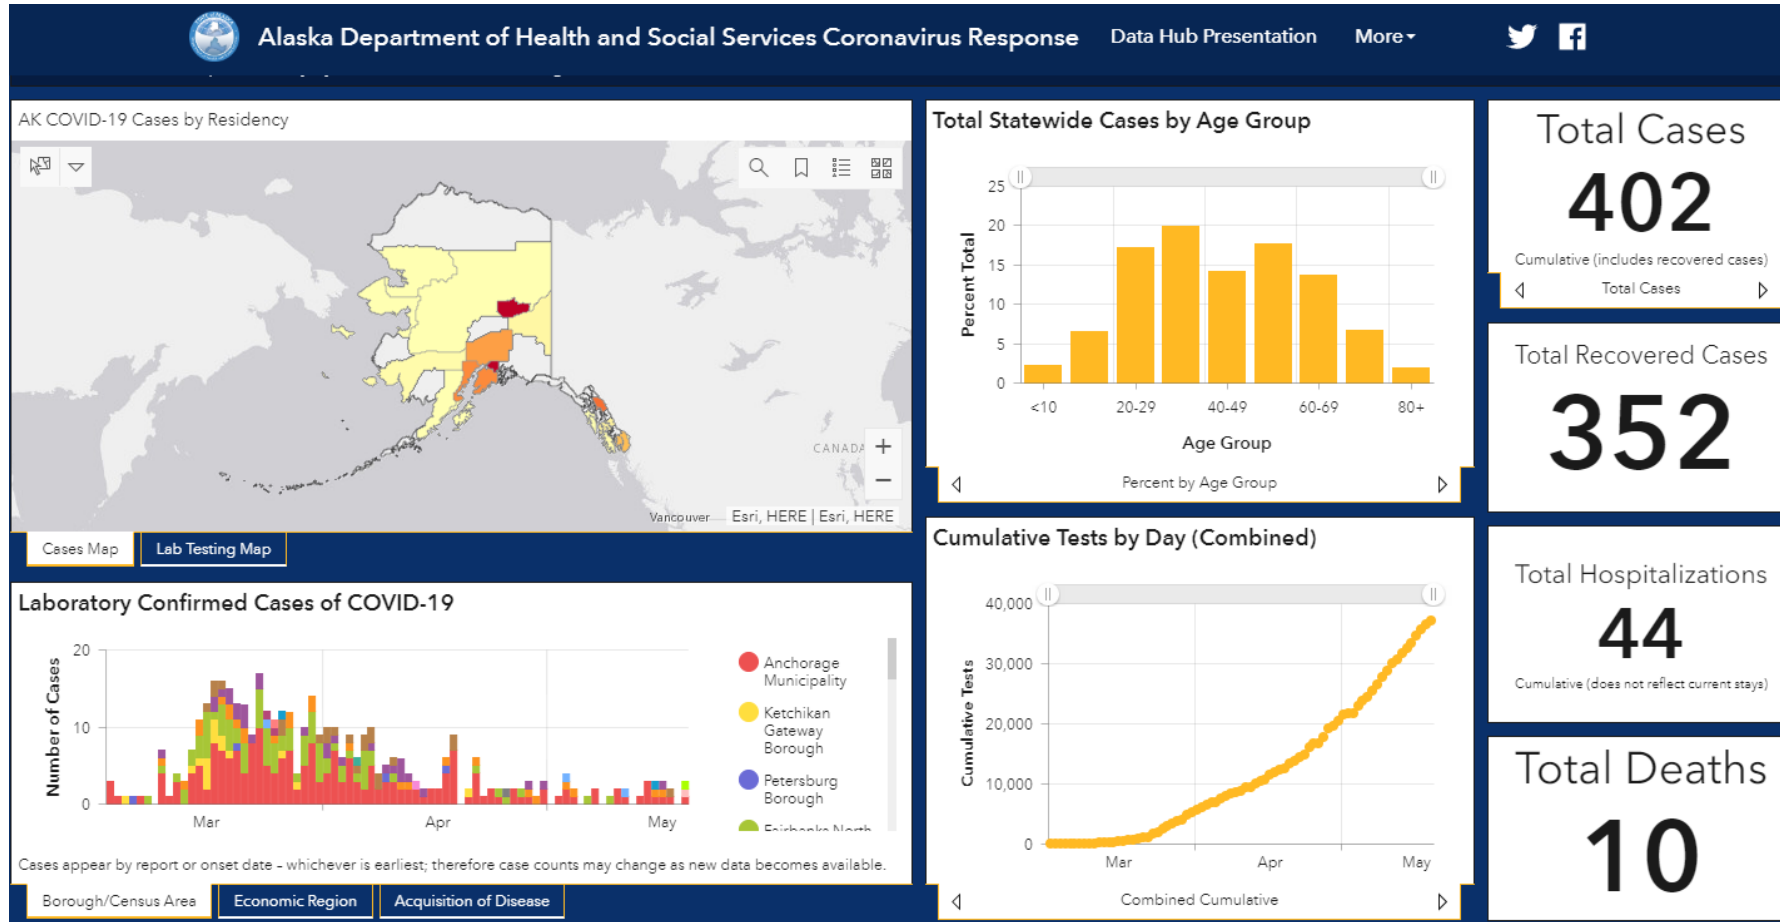 Alaska Department of Health and Social Services Coronavirus Response
Data Hub Presentation
More
AK COVID-19 Cases by Residency
CANADA
Vancouver
Esri, HERE | Esri, HERE
Cases Map
Lab Testing Map
Laboratory Confirmed Cases of COVID-19
Number of Cases
20
10
0
Mar
Apr
May
Anchorage
Municipality
Ketchikan
Gateway
Borough
Petersburg
Borough
Fairbanks North
Cases appear by report or onset date - whichever is earliest; therefore case counts may change as new data becomes available.
Borough/Census Area
Economic Region
Acquisition of Disease
Total Statewide Cases by Age Group
Percent Total
25
20
15
10
5
0
<10
20-29
40-49
60-69
80+
Age Group
Percent by Age Group
Cumulative Tests by Day (Combined)
Cumulative Tests
40,000
30,000
20,000
10,000
0
Mar
Apr
May
Combined Cumulative
Total Cases
402
Cumulative (includes recovered cases)
Total Cases
Total Recovered Cases
352
Total Hospitalizations
44
Cumulative (does not reflect current stays)
Total Deaths
10